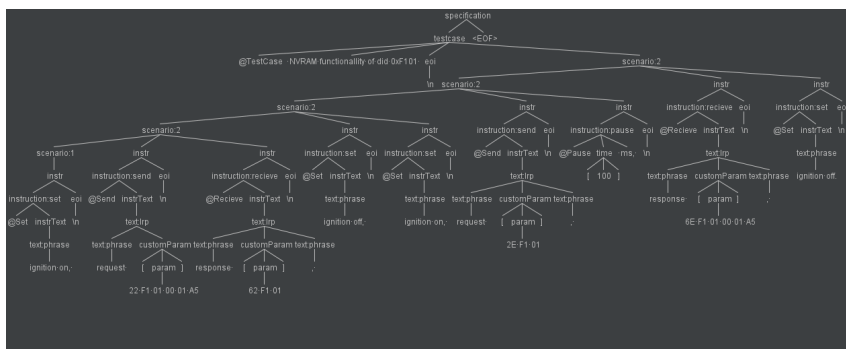 specification
testcase <EOF>
@TestCase ·NVRAM·functionallity·of·did·0xF101· eoi scenario:2
\n scenario:2 instr instr
scenario:2 instr instr instruction:recieve eoi instruction:set eoi
scenario:2 instr instr instruction:send eoi instruction:pause eoi @Recieve instrText \n @Set instrText \n
scenario:1 instr instr instruction:set eoi instruction:set eoi @Send instrText \n @Pause time ·ms,· \n text:lrp text:phrase
instr instruction:send eoi instruction:recieve eoi @Set instrText \n @Set instrText \n text:lrp [ 100 ] text:phrase customParam text:phrase ignition·off.
instruction:set eoi @Send instrText \n @Recieve instrText \n text:phrase text:phrase text:phrase customParam text:phrase response· [ param ] ,·
@Set instrText \n text:lrp text:lrp ignition·off,· ignition·on,· request· [ param ] ,· 6E·F1·01·00·01·A5
text:phrase text:phrase customParam text:phrase customParam text:phrase 2E·F1·01
ignition·on,· request· [ param ] response· [ param ] ,·
22·F1·01·00·01·A5 62·F1·01